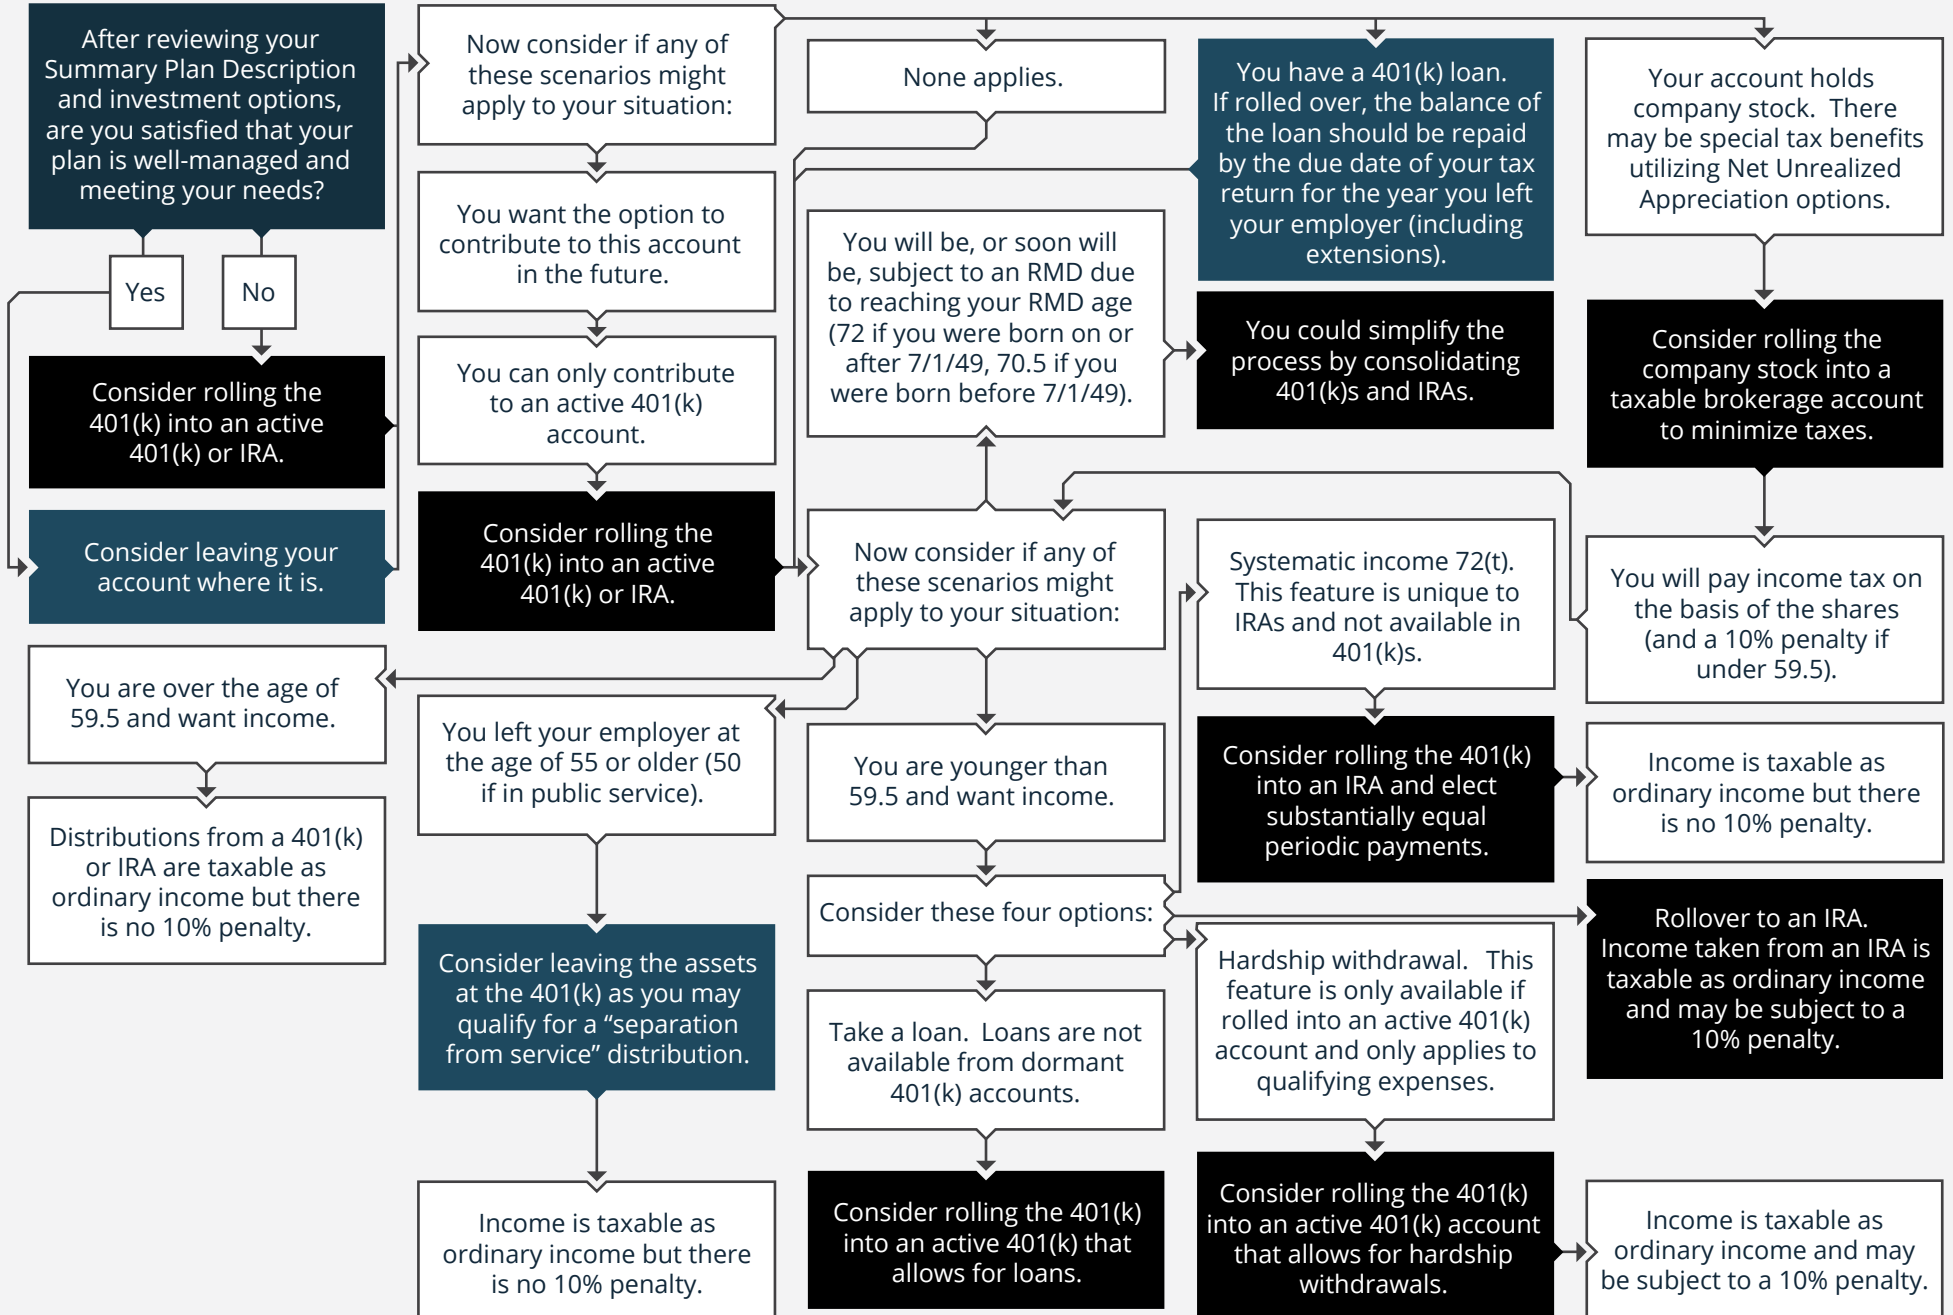 After reviewing your
Summary Plan Description
and investment options,
are you satisfied that your
plan is well-managed and
meeting your needs?
Yes
No
Consider rolling the
401(k) into an active
401(k) or IRA.
Consider leaving your
account where it is.
Now consider if any of
these scenarios might
apply to your situation:
You want the option to
contribute to this account
in the future.
You can only contribute
to an active 401(k)
account.
Consider rolling the
401(k) into an active
401(k) or IRA.
None applies.
You have a 401(k) loan.
If rolled over, the balance of
the loan should be repaid
by the due date of your tax
return for the year you left
your employer (including
extensions).
Your account holds
company stock. There
may be special tax benefits
utilizing Net Unrealized
Appreciation options.
Consider rolling the
company stock into a
taxable brokerage account
to minimize taxes.
You will pay income tax on
the basis of the shares
(and a 10% penalty if
under 59.5).
Now consider if any of
these scenarios might
apply to your situation:
You will be, or soon will
be, subject to an RMD due
to reaching your RMD age
(72 if you were born on or
after 7/1/49, 70.5 if you
were born before 7/1/49).
You could simplify the
process by consolidating
401(k)s and IRAs.
You are over the age of
59.5 and want income.
Distributions from a 401(k)
or IRA are taxable as
ordinary income but there
is no 10% penalty.
You left your employer at
the age of 55 or older (50
if in public service).
Consider leaving the assets
at the 401(k) as you may
qualify for a “separation
from service” distribution.
Income is taxable as
ordinary income but there
is no 10% penalty.
You are younger than
59.5 and want income.
Consider these four options:
Systematic income 72(t).
This feature is unique to
IRAs and not available in
401(k)s.
Consider rolling the 401(k)
into an IRA and elect
substantially equal
periodic payments.
Income is taxable as
ordinary income but there
is no 10% penalty.
Rollover to an IRA.
Income taken from an IRA is
taxable as ordinary income
and may be subject to a
10% penalty.
Hardship withdrawal. This
feature is only available if
rolled into an active 401(k)
account and only applies to
qualifying expenses.
Consider rolling the 401(k)
into an active 401(k) account
that allows for hardship
withdrawals.
Income is taxable as
ordinary income and may
be subject to a 10% penalty.
Take a loan. Loans are not
available from dormant
401(k) accounts.
Consider rolling the 401(k)
into an active 401(k) that
allows for loans.